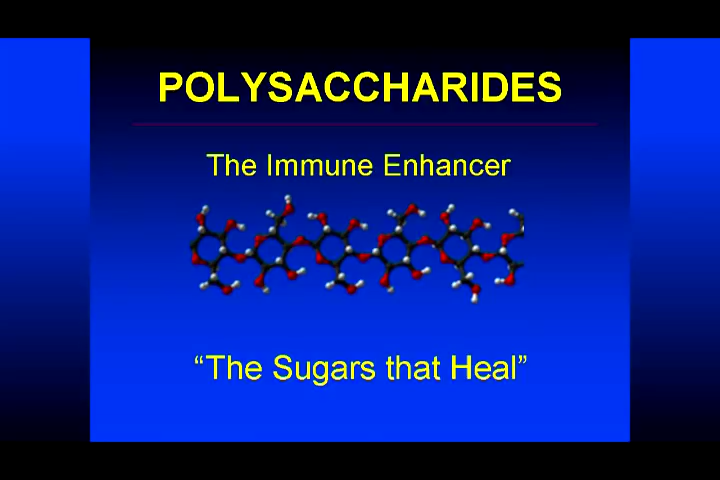 POLYSACCHARIDES
The Immune Enhancer
“The Sugars that Heal”